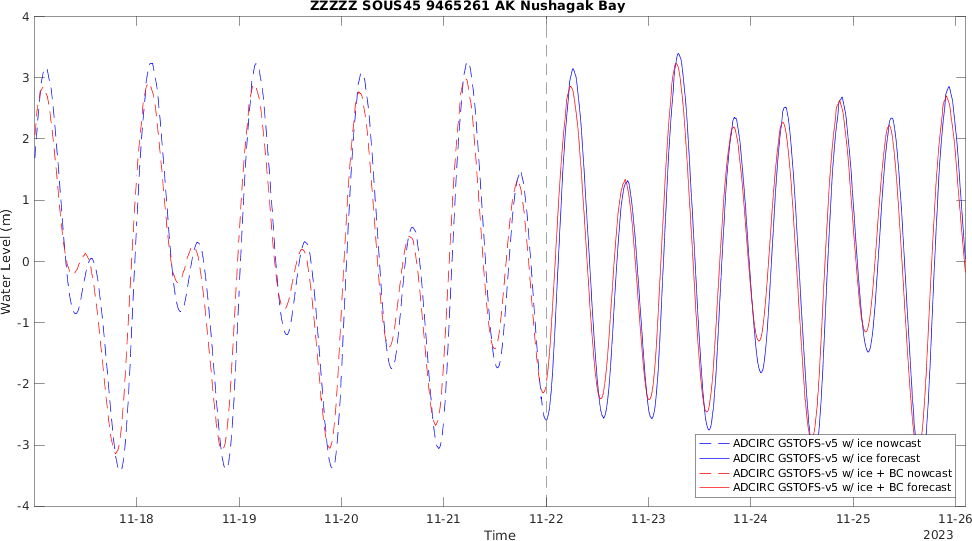 ZZZZZ SOUS45 9465261 AK Nushagak Bay
4
3
2
1
0
-1
-2
-3
-4
Water Level (m)
11-18
11-19
11-20
11-21
11-22
11-23
11-24
11-25
11-26
Time
2023
ADCIRC GSTOFS-v5 w/ ice nowcast
ADCIRC GSTOFS-v5 w/ ice forecast
ADCIRC GSTOFS-v5 w/ ice + BC nowcast
ADCIRC GSTOFS-v5 w/ ice + BC forecast